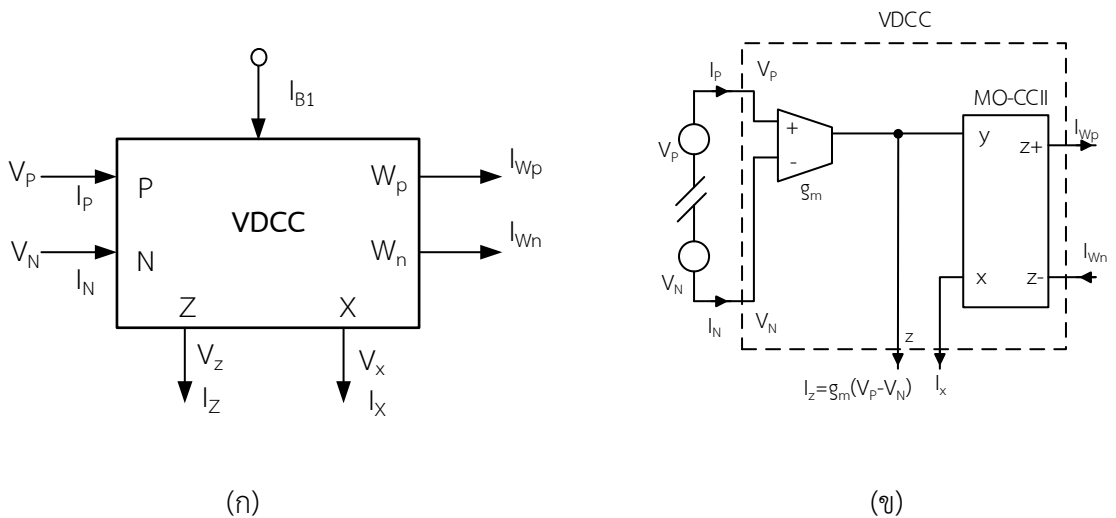 I_B1
V_P
I_P
P
V_N
I_N
N
VDCC
W_p
I_Wp
W_n
I_Wn
Z
X
V_z
I_Z
V_x
I_X
(ก)
VDCC
I_P
V_P
V_P
V_N
I_N
V_N
+
-
g_m
MO-CCII
y
z+
I_Wp
x
z-
I_Wn
z
I_z=g_m(V_P-V_N)
I_x
(ข)